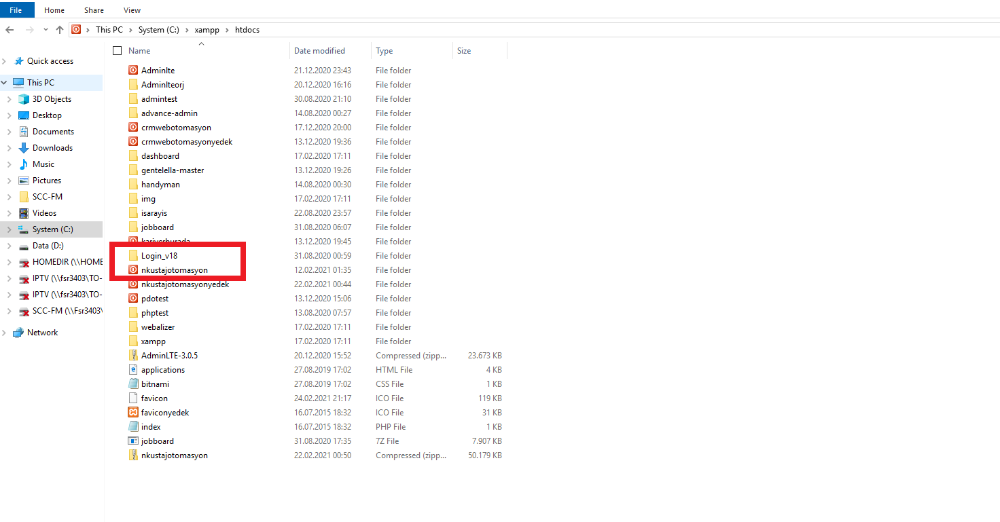 File Home Share View
This PC System (C:) xampp htdocs
Name Date modified Type Size
Quick access
This PC
3D Objects
Desktop
Documents
Downloads
Music
Pictures
SCC-FM
Videos
System (C:)
Data (D:)
HOMEDIR (\\HOME
IPTV (\\fsr3403\TO-
IPTV (\\fsr3403\TO-
SCC-FM (\\Fsr3403\
Network
Adminlte 21.12.2020 23:43 File folder
Adminlteorj 20.12.2020 16:16 File folder
admintest 30.08.2020 21:10 File folder
advance-admin 14.08.2020 00:27 File folder
crmwebotomasyon 17.12.2020 20:00 File folder
crmwebotomasyonyedek 13.12.2020 19:36 File folder
dashboard 17.02.2020 17:11 File folder
gentelella-master 13.12.2020 19:26 File folder
handyman 14.08.2020 00:30 File folder
img 17.02.2020 17:11 File folder
isarayis 22.08.2020 23:57 File folder
jobboard 31.08.2020 06:07 File folder
kariyerburada 13.12.2020 19:45 File folder
Login_v18 31.08.2020 00:59 File folder
nkustajotomasyon 12.02.2021 01:35 File folder
nkustajotomasyonyedek 22.02.2021 00:44 File folder
pdotest 13.12.2020 15:06 File folder
phptest 13.08.2020 07:57 File folder
webalizer 17.02.2020 17:11 File folder
xampp 17.02.2020 17:11 File folder
AdminLTE-3.0.5 20.12.2020 15:52 Compressed (zipp... 23.673 KB
applications 27.08.2019 17:02 HTML File 4 KB
bitnami 27.08.2019 17:02 CSS File 1 KB
favicon 24.02.2021 21:17 ICO File 119 KB
faviconyedek 16.07.2015 18:32 ICO File 31 KB
index 16.07.2015 18:32 PHP File 1 KB
jobboard 31.08.2020 17:35 7Z File 7.907 KB
nkustajotomasyon 22.02.2021 00:50 Compressed (zipp... 50.179 KB